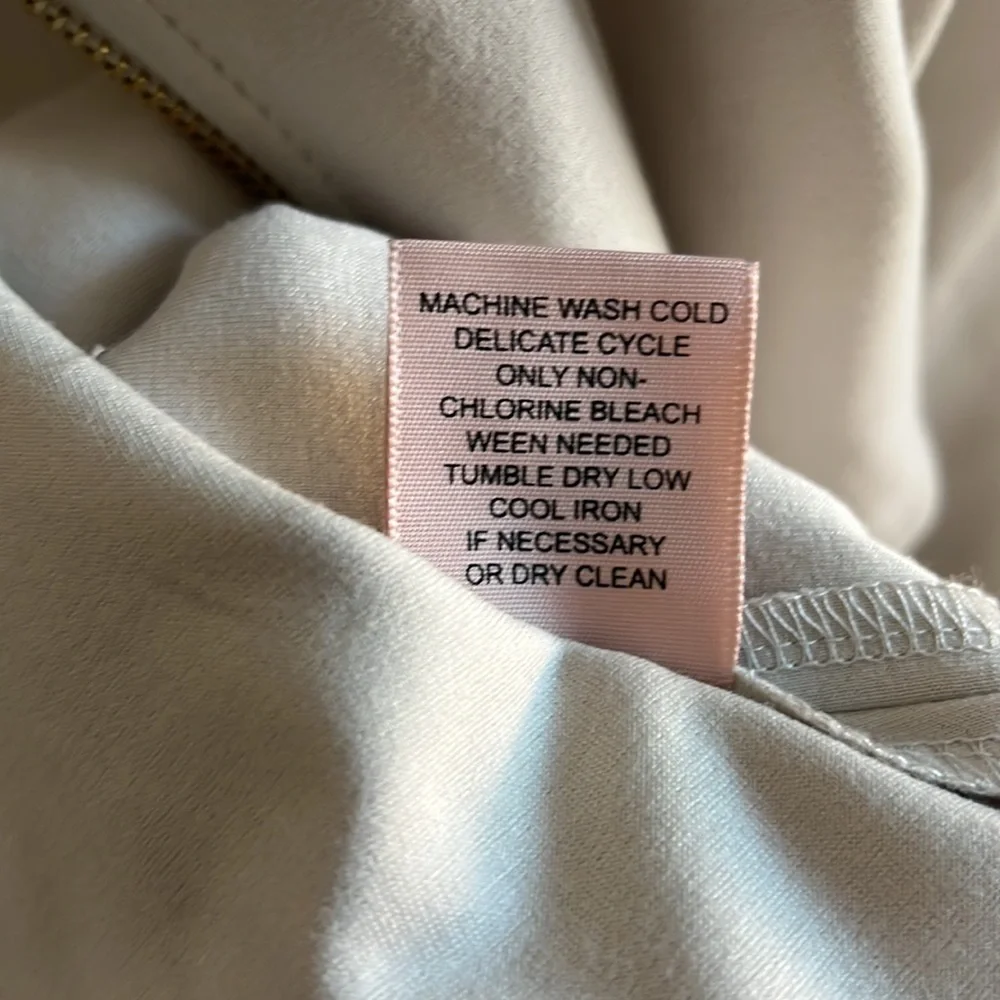 MACHINE WASH COLD
DELICATE CYCLE
ONLY NON-
CHLORINE BLEACH
WEEN NEEDED
TUMBLE DRY LOW
COOL IRON
IF NECESSARY
OR DRY CLEAN